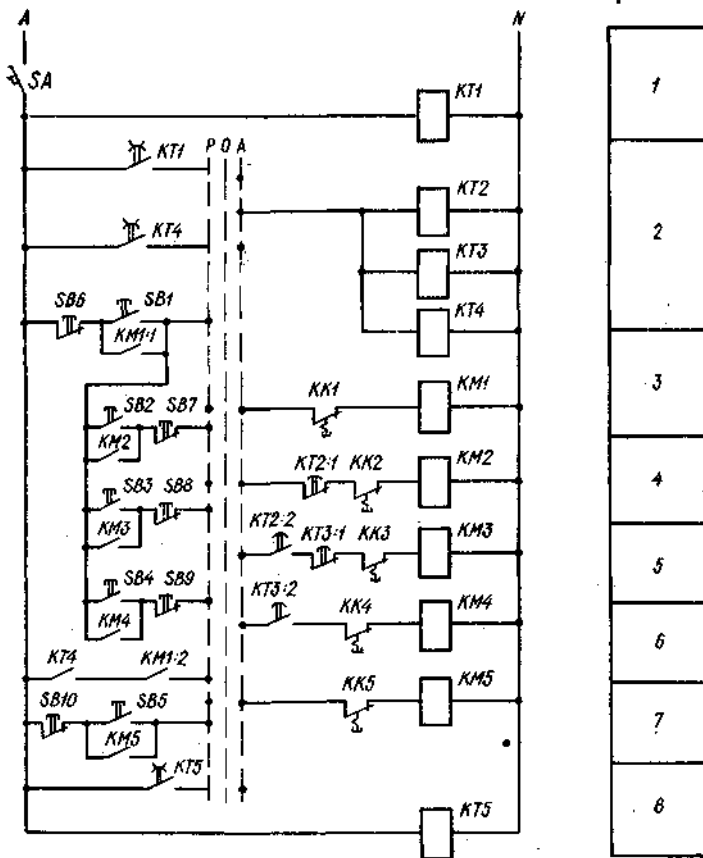 A N
SA
KT1 1
KT1 P O A
KT2
KT4 2
KT3
SB6 SB1 KT4
KM1:1
KK1 KM1 3
SB2 SB7
KM2 KT2:1 KK2 KM2 4
SB3 SB8
KM3 KT2:2 KT3:1 KK3 KM3 5
SB4 SB9 KT3:2 KK4 KM4
KM4 6
KT4 KM1:2
KK5 KM5
SB10 SB5 7
KM5
KT5
KT5 8